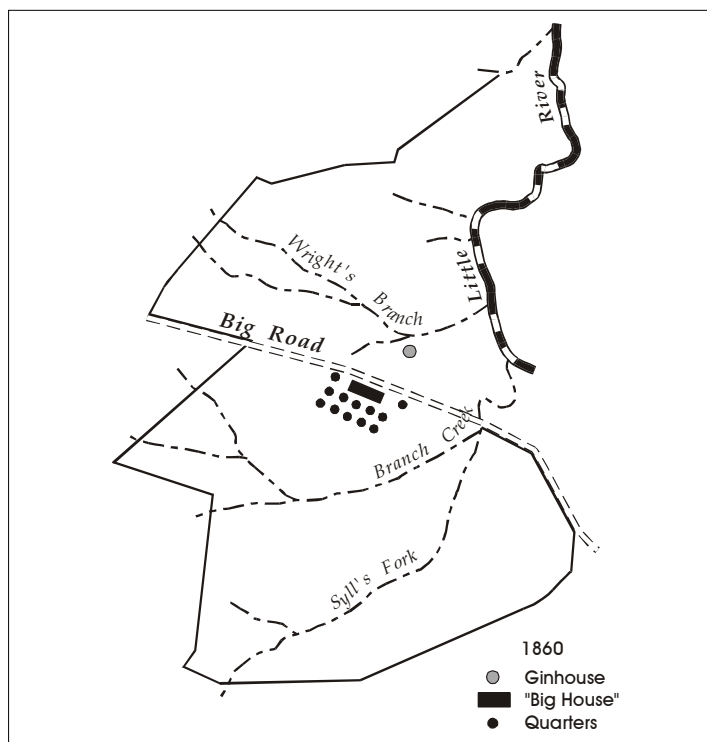 River
Little
Wright's Branch
Big Road
Branch Creek
Syll's Fork
1860
Ginhouse
"Big House"
Quarters